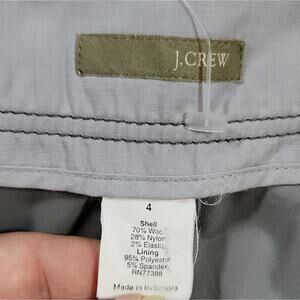 J.CREW
4
Shell
70% Wool
28% Nylon
2% Elastic
Lining
95% Polyester
5% Spandex
RN77388
Made in Indonesia